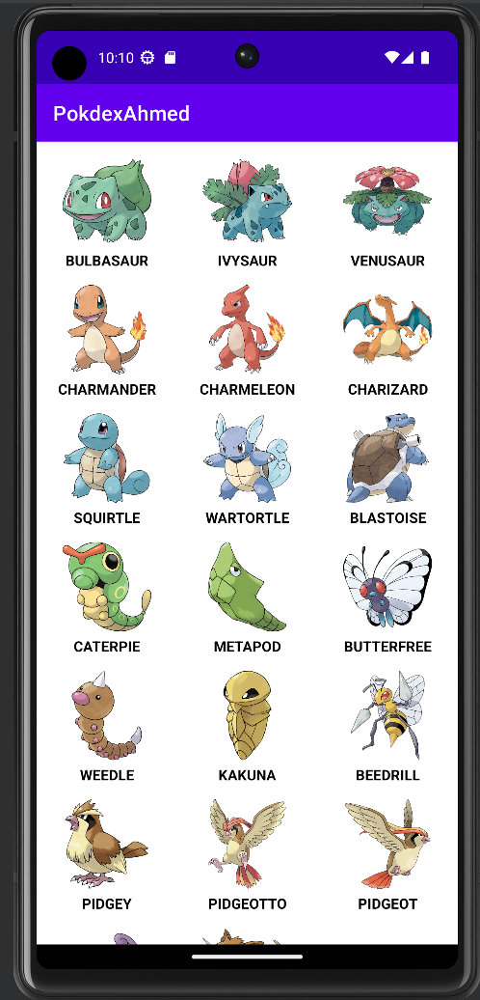 10:10
PokdexAhmed
BULBASAUR IVYSAUR VENUSAUR
CHARMANDER CHARMELEON CHARIZARD
SQUIRTLE WARTORTLE BLASTOISE
CATERPIE METAPOD BUTTERFREE
WEEDLE KAKUNA BEEDRILL
PIDGEY PIDGEOTTO PIDGEOT